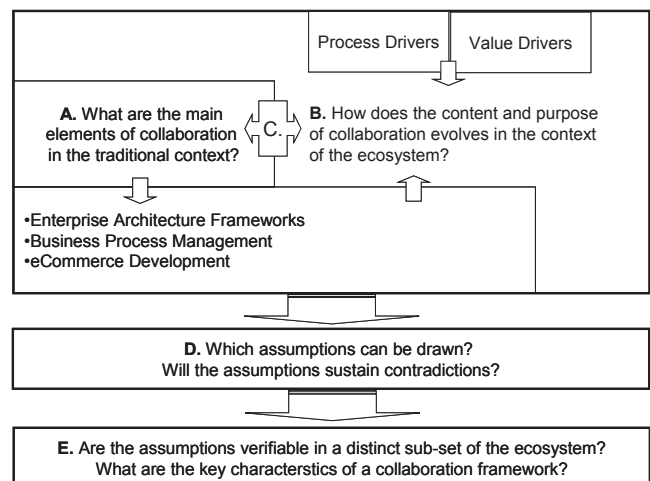 Process Drivers
Value Drivers
A. What are the main
elements of collaboration
in the traditional context?
C.
B. How does the content and purpose
of collaboration evolves in the context
of the ecosystem?
•Enterprise Architecture Frameworks
•Business Process Management
•eCommerce Development
D. Which assumptions can be drawn?
Will the assumptions sustain contradictions?
E. Are the assumptions verifiable in a distinct sub-set of the ecosystem?
What are the key characterstics of a collaboration framework?